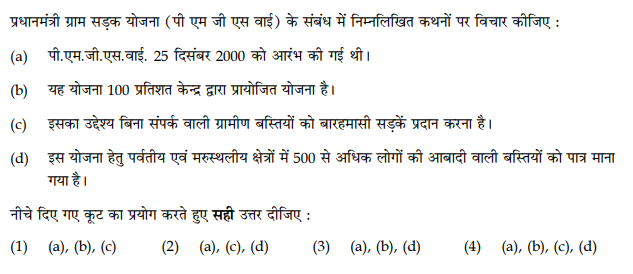 प्रधानमंत्री ग्राम सड़क योजना (पी एम जी एस वाई) के संबंध में निम्नलिखित कथनों पर विचार कीजिए :
(a) पी.एम.जी.एस.वाई. 25 दिसंबर 2000 को आरंभ की गई थी।
(b) यह योजना 100 प्रतिशत केन्द्र द्वारा प्रायोजित योजना है।
(c) इसका उद्देश्य बिना संपर्क वाली ग्रामीण बस्तियों को बारहमासी सड़कें प्रदान करना है।
(d) इस योजना हेतु पर्वतीय एवं मरुस्थलीय क्षेत्रों में 500 से अधिक लोगों की आबादी वाली बस्तियों को पात्र माना
गया है।
नीचे दिए गए कूट का प्रयोग करते हुए सही उत्तर दीजिए :
(1) (a), (b), (c) (2) (a), (c), (d) (3) (a), (b), (d) (4) (a), (b), (c), (d)